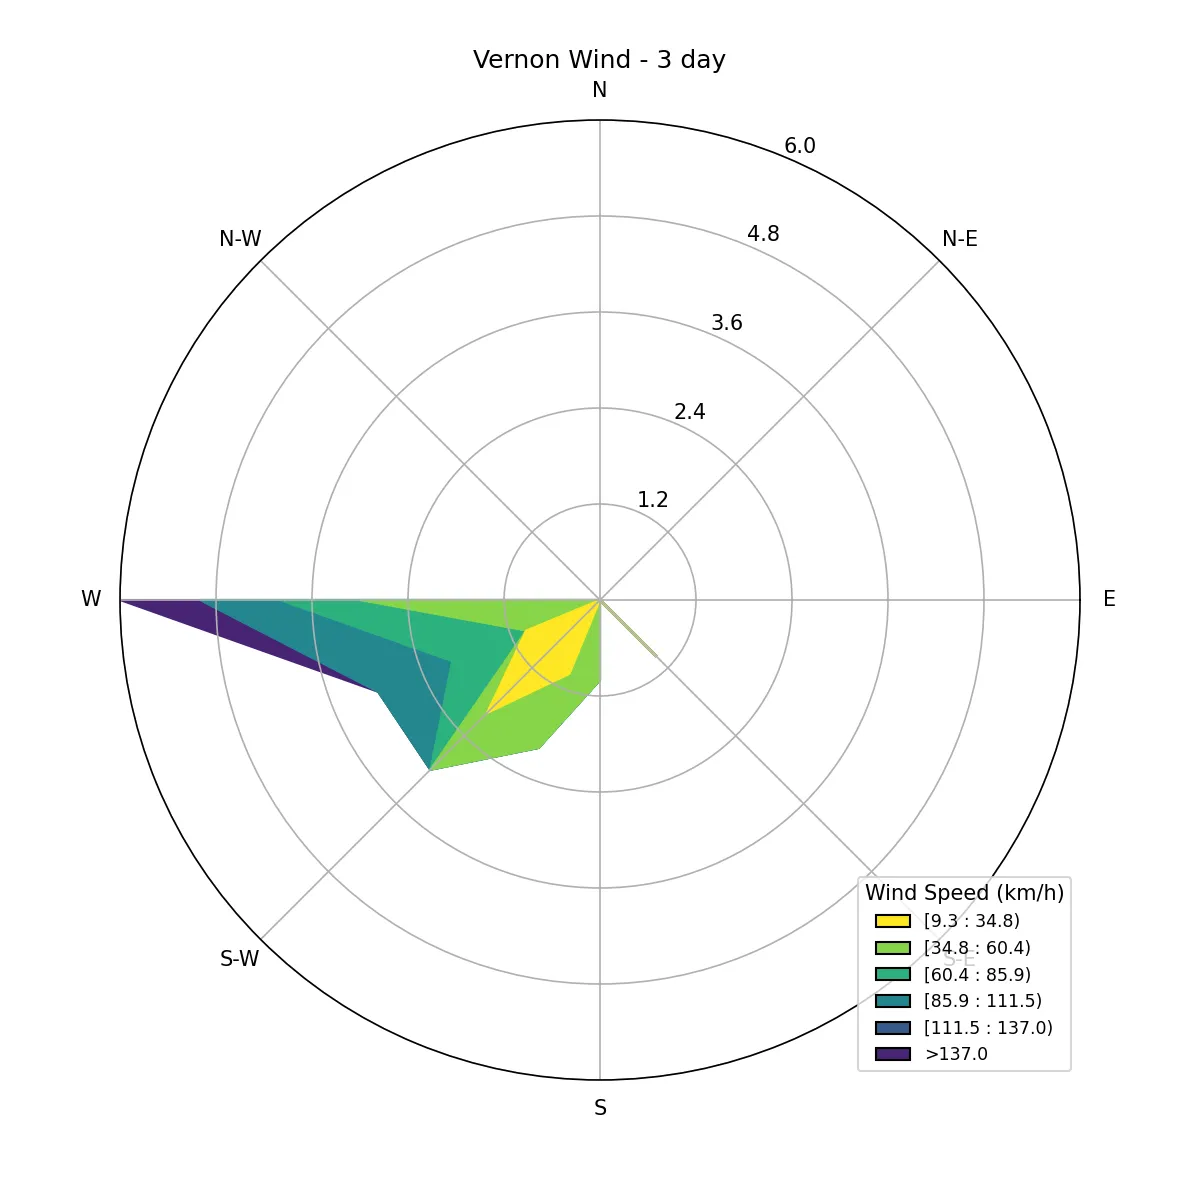 Vernon Wind - 3 day
N
6.0
4.8
N-W
N-E
3.6
2.4
1.2
W
E
Wind Speed (km/h)
[9.3 : 34.8)
[34.8 : 60.4)
S-W
S-E
[60.4 : 85.9)
[85.9 : 111.5)
[111.5 : 137.0)
>137.0
S